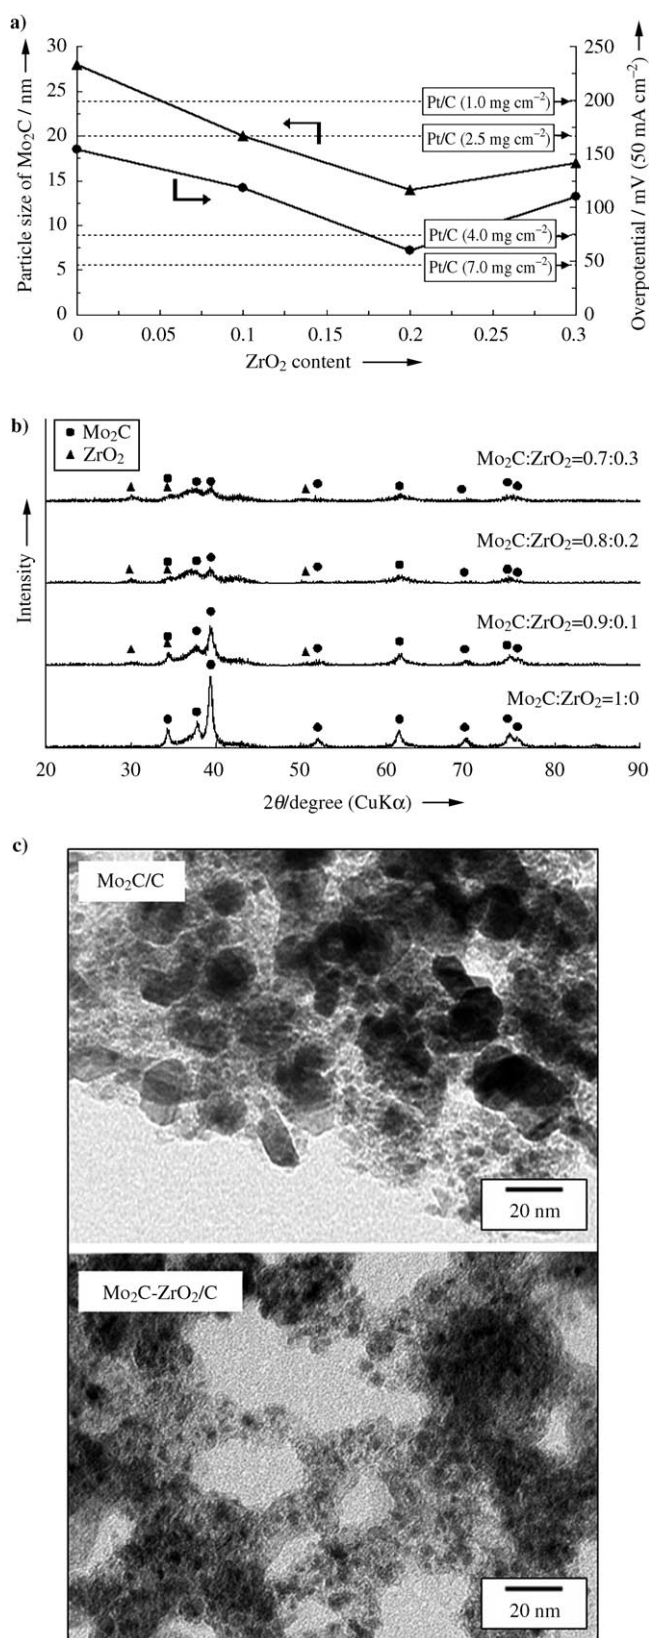 a)
Particle size of Mo₂C / nm
30
25
20
15
10
5
0
Pt/C (1.0 mg cm⁻²)
Pt/C (2.5 mg cm⁻²)
Pt/C (4.0 mg cm⁻²)
Pt/C (7.0 mg cm⁻²)
250
200
150
100
50
0
Overpotential / mV (50 mA cm⁻²)
0 0.05 0.1 0.15 0.2 0.25 0.3
ZrO₂ content
b)
Mo₂C
ZrO₂
Intensity
Mo₂C:ZrO₂=0.7:0.3
Mo₂C:ZrO₂=0.8:0.2
Mo₂C:ZrO₂=0.9:0.1
Mo₂C:ZrO₂=1:0
20 30 40 50 60 70 80 90
2θ/degree (CuKα)
c)
Mo₂C/C
20 nm
Mo₂C-ZrO₂/C
20 nm